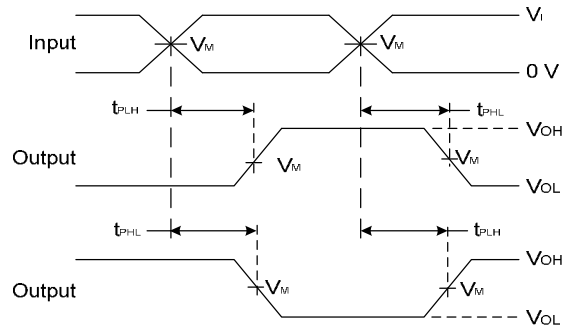 VI
Input VM VM
0 V
tPLH tPHL
VOH
Output VM VM
VOL
tPHL tPLH
VOH
Output VM VM
VOL